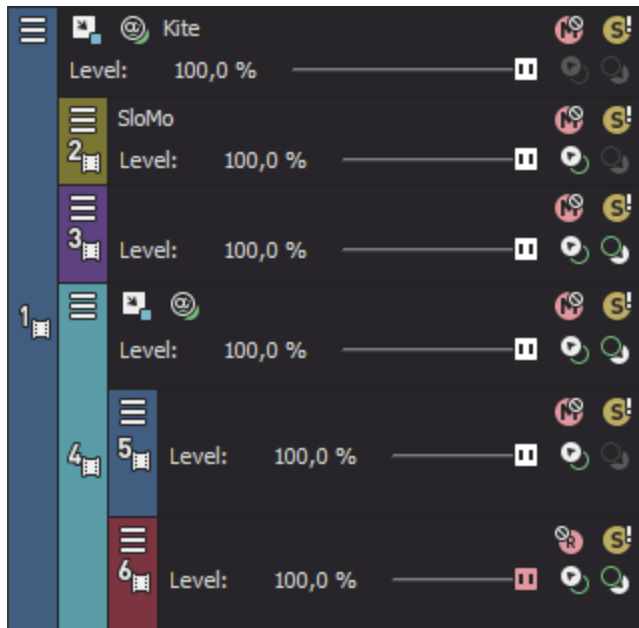 Kite M S!
Level: 100,0 %
SloMo M S!
2
Level: 100,0 %
M S!
3
Level: 100,0 %
1
M S!
Level: 100,0 %
4
M S!
5
Level: 100,0 %
R S!
6
Level: 100,0 %